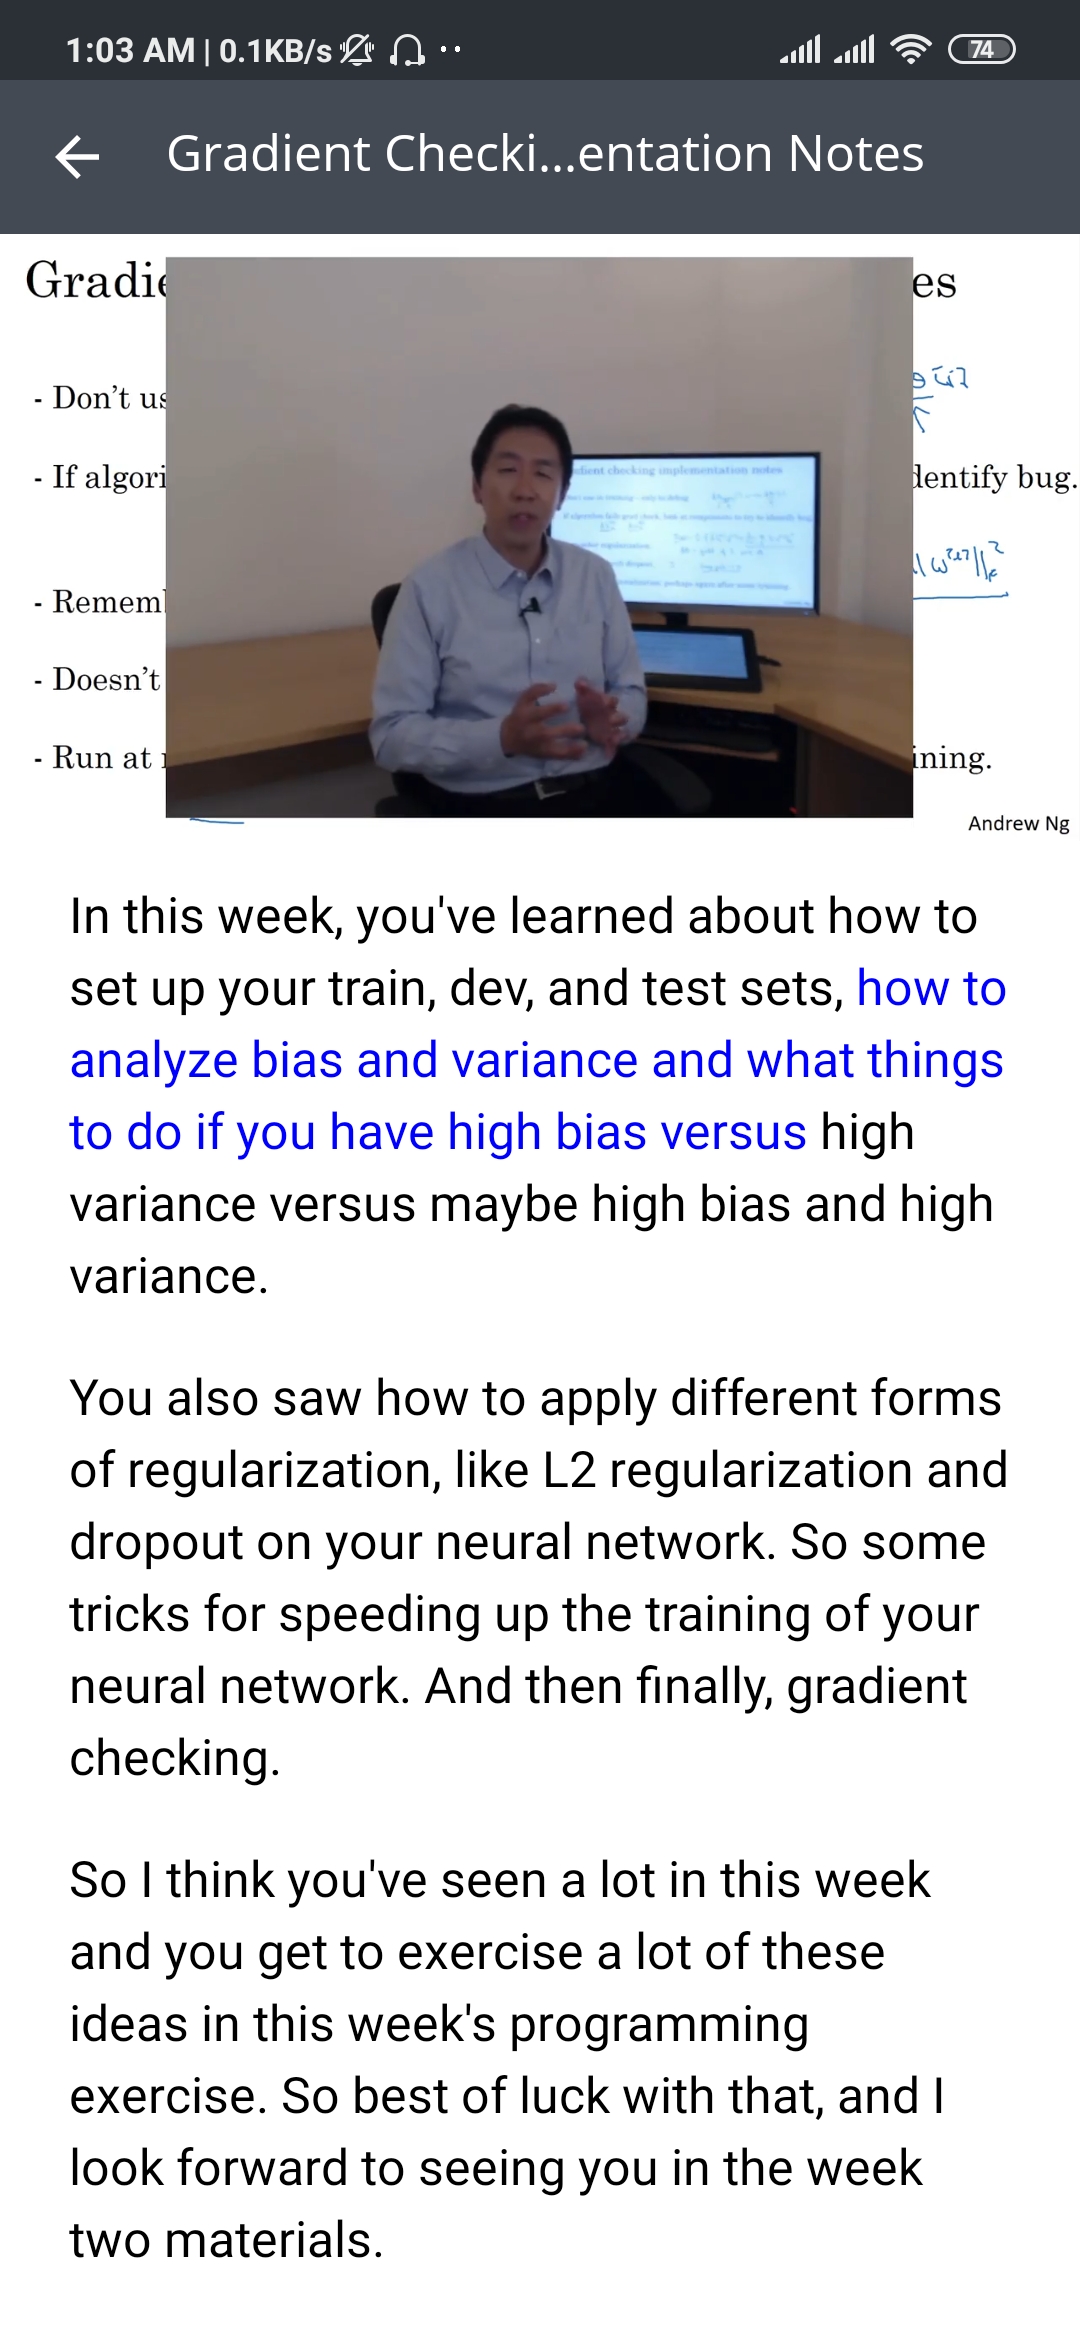 1:03 AM | 0.1KB/s
74
Gradient Checki...entation Notes
Gradie
es
- Don't us
- If algori
dentify bug.
- Remem
- Doesn't
- Run at
ining.
Andrew Ng
In this week, you've learned about how to
set up your train, dev, and test sets, how to
analyze bias and variance and what things
to do if you have high bias versus high
variance versus maybe high bias and high
variance.
You also saw how to apply different forms
of regularization, like L2 regularization and
dropout on your neural network. So some
tricks for speeding up the training of your
neural network. And then finally, gradient
checking.
So I think you've seen a lot in this week
and you get to exercise a lot of these
ideas in this week's programming
exercise. So best of luck with that, and I
look forward to seeing you in the week
two materials.